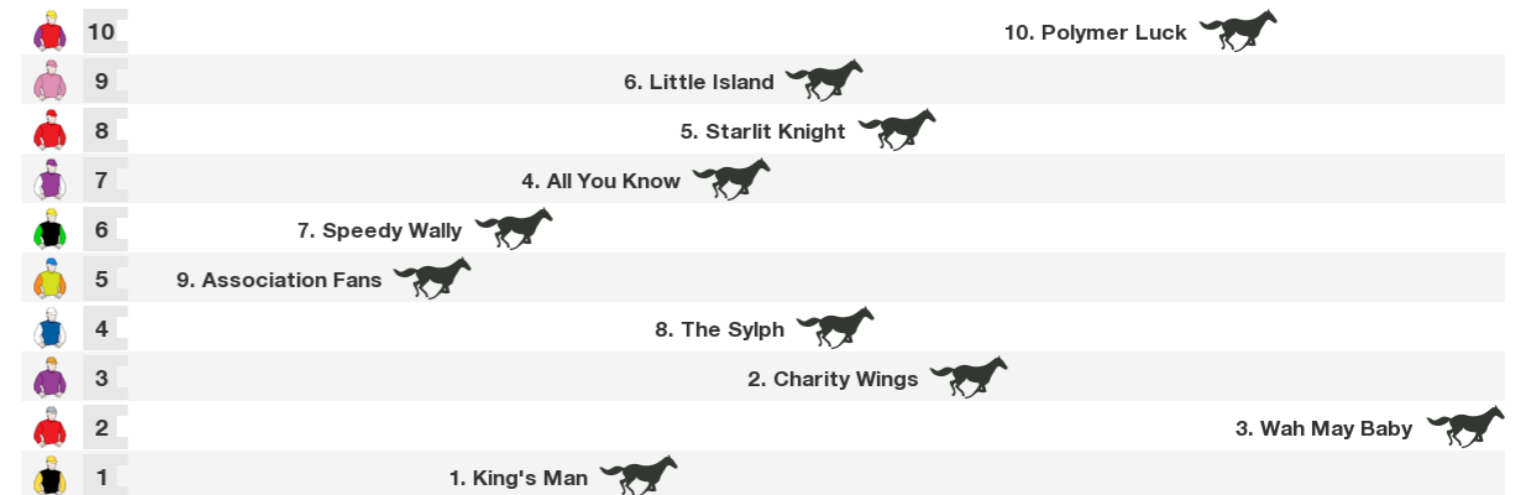 10 10. Polymer Luck
9 6. Little Island
8 5. Starlit Knight
7 4. All You Know
6 7. Speedy Wally
5 9. Association Fans
4 8. The Sylph
3 2. Charity Wings
2 3. Wah May Baby
1 1. King's Man